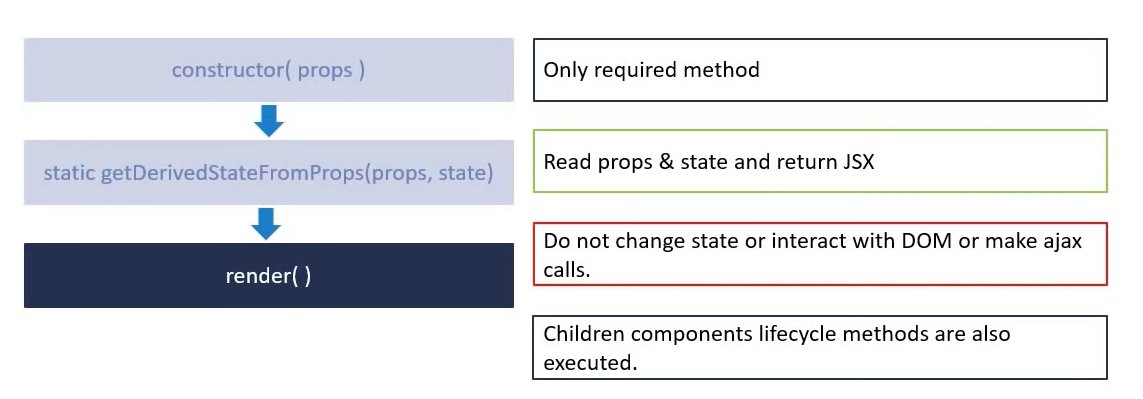 constructor( props )
static getDerivedStateFromProps(props, state)
render( )
Only required method
Read props & state and return JSX
Do not change state or interact with DOM or make ajax
calls.
Children components lifecycle methods are also
executed.